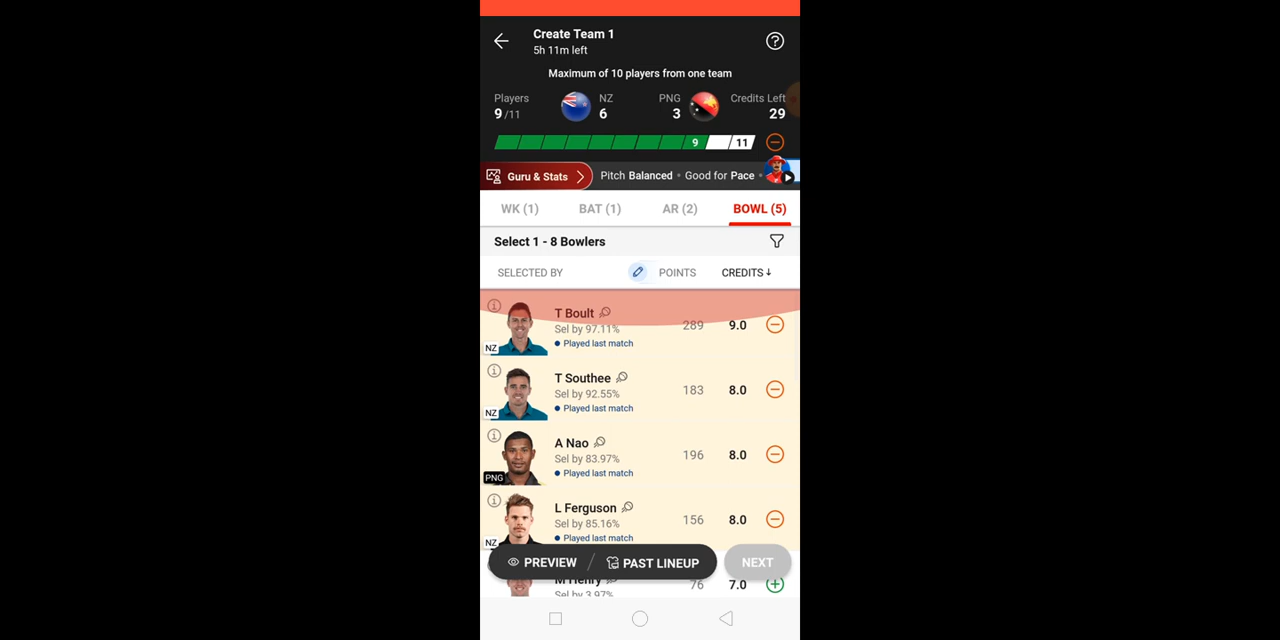 Create Team 1
5h 11m left
Maximum of 10 players from one team
Players NZ PNG Credits Left
9/11 6 3 29
9 11
Guru & Stats Pitch Balanced • Good for Pace •
WK (1) BAT (1) AR (2) BOWL (5)
Select 1 - 8 Bowlers
SELECTED BY POINTS CREDITS↓
T Boult
Sel by 97.11% 289 9.0
NZ Played last match
T Southee
Sel by 92.55% 183 8.0
NZ Played last match
A Nao
Sel by 83.97% 196 8.0
PNG Played last match
L Ferguson
Sel by 85.16% 156 8.0
NZ Played last match
PREVIEW / PAST LINEUP NEXT
M Henry 76 7.0
Sel by 3.97%